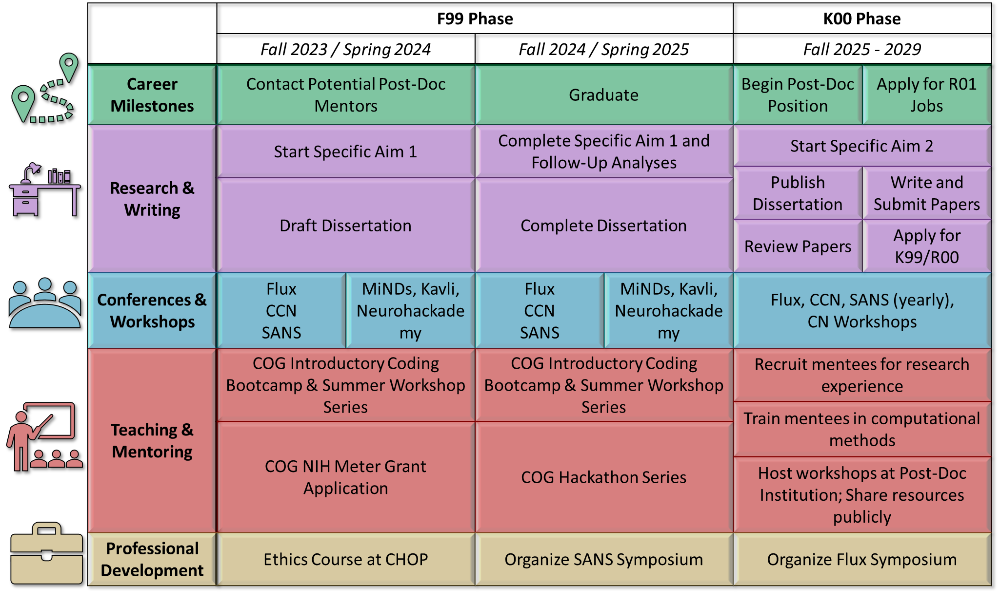 F99 Phase
K00 Phase
Fall 2023 / Spring 2024
Fall 2024 / Spring 2025
Fall 2025 - 2029
Career
Milestones
Contact Potential Post-Doc
Mentors
Graduate
Begin Post-Doc
Position
Apply for R01
Jobs
Research &
Writing
Start Specific Aim 1
Complete Specific Aim 1 and
Follow-Up Analyses
Start Specific Aim 2
Draft Dissertation
Complete Dissertation
Publish
Dissertation
Write and
Submit Papers
Review Papers
Apply for
K99/R00
Conferences &
Workshops
Flux
CCN
SANS
MiNDs, Kavli,
Neurohackade
my
Flux
CCN
SANS
MiNDs, Kavli,
Neurohackade
my
Flux, CCN, SANS (yearly),
CN Workshops
Teaching &
Mentoring
COG Introductory Coding
Bootcamp & Summer Workshop
Series
COG Introductory Coding
Bootcamp & Summer Workshop
Series
Recruit mentees for research
experience
COG NIH Meter Grant
Application
COG Hackathon Series
Train mentees in computational
methods
Host workshops at Post-Doc
Institution; Share resources
publicly
Professional
Development
Ethics Course at CHOP
Organize SANS Symposium
Organize Flux Symposium